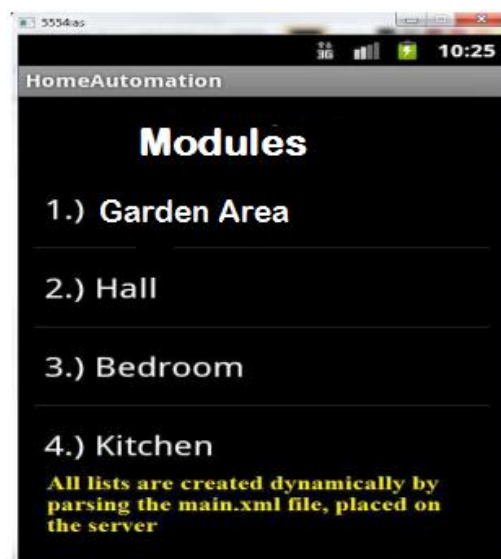 5554:as
3G 10:25
HomeAutomation
Modules
1.) Garden Area
2.) Hall
3.) Bedroom
4.) Kitchen
All lists are created dynamically by
parsing the main.xml file, placed on
the server